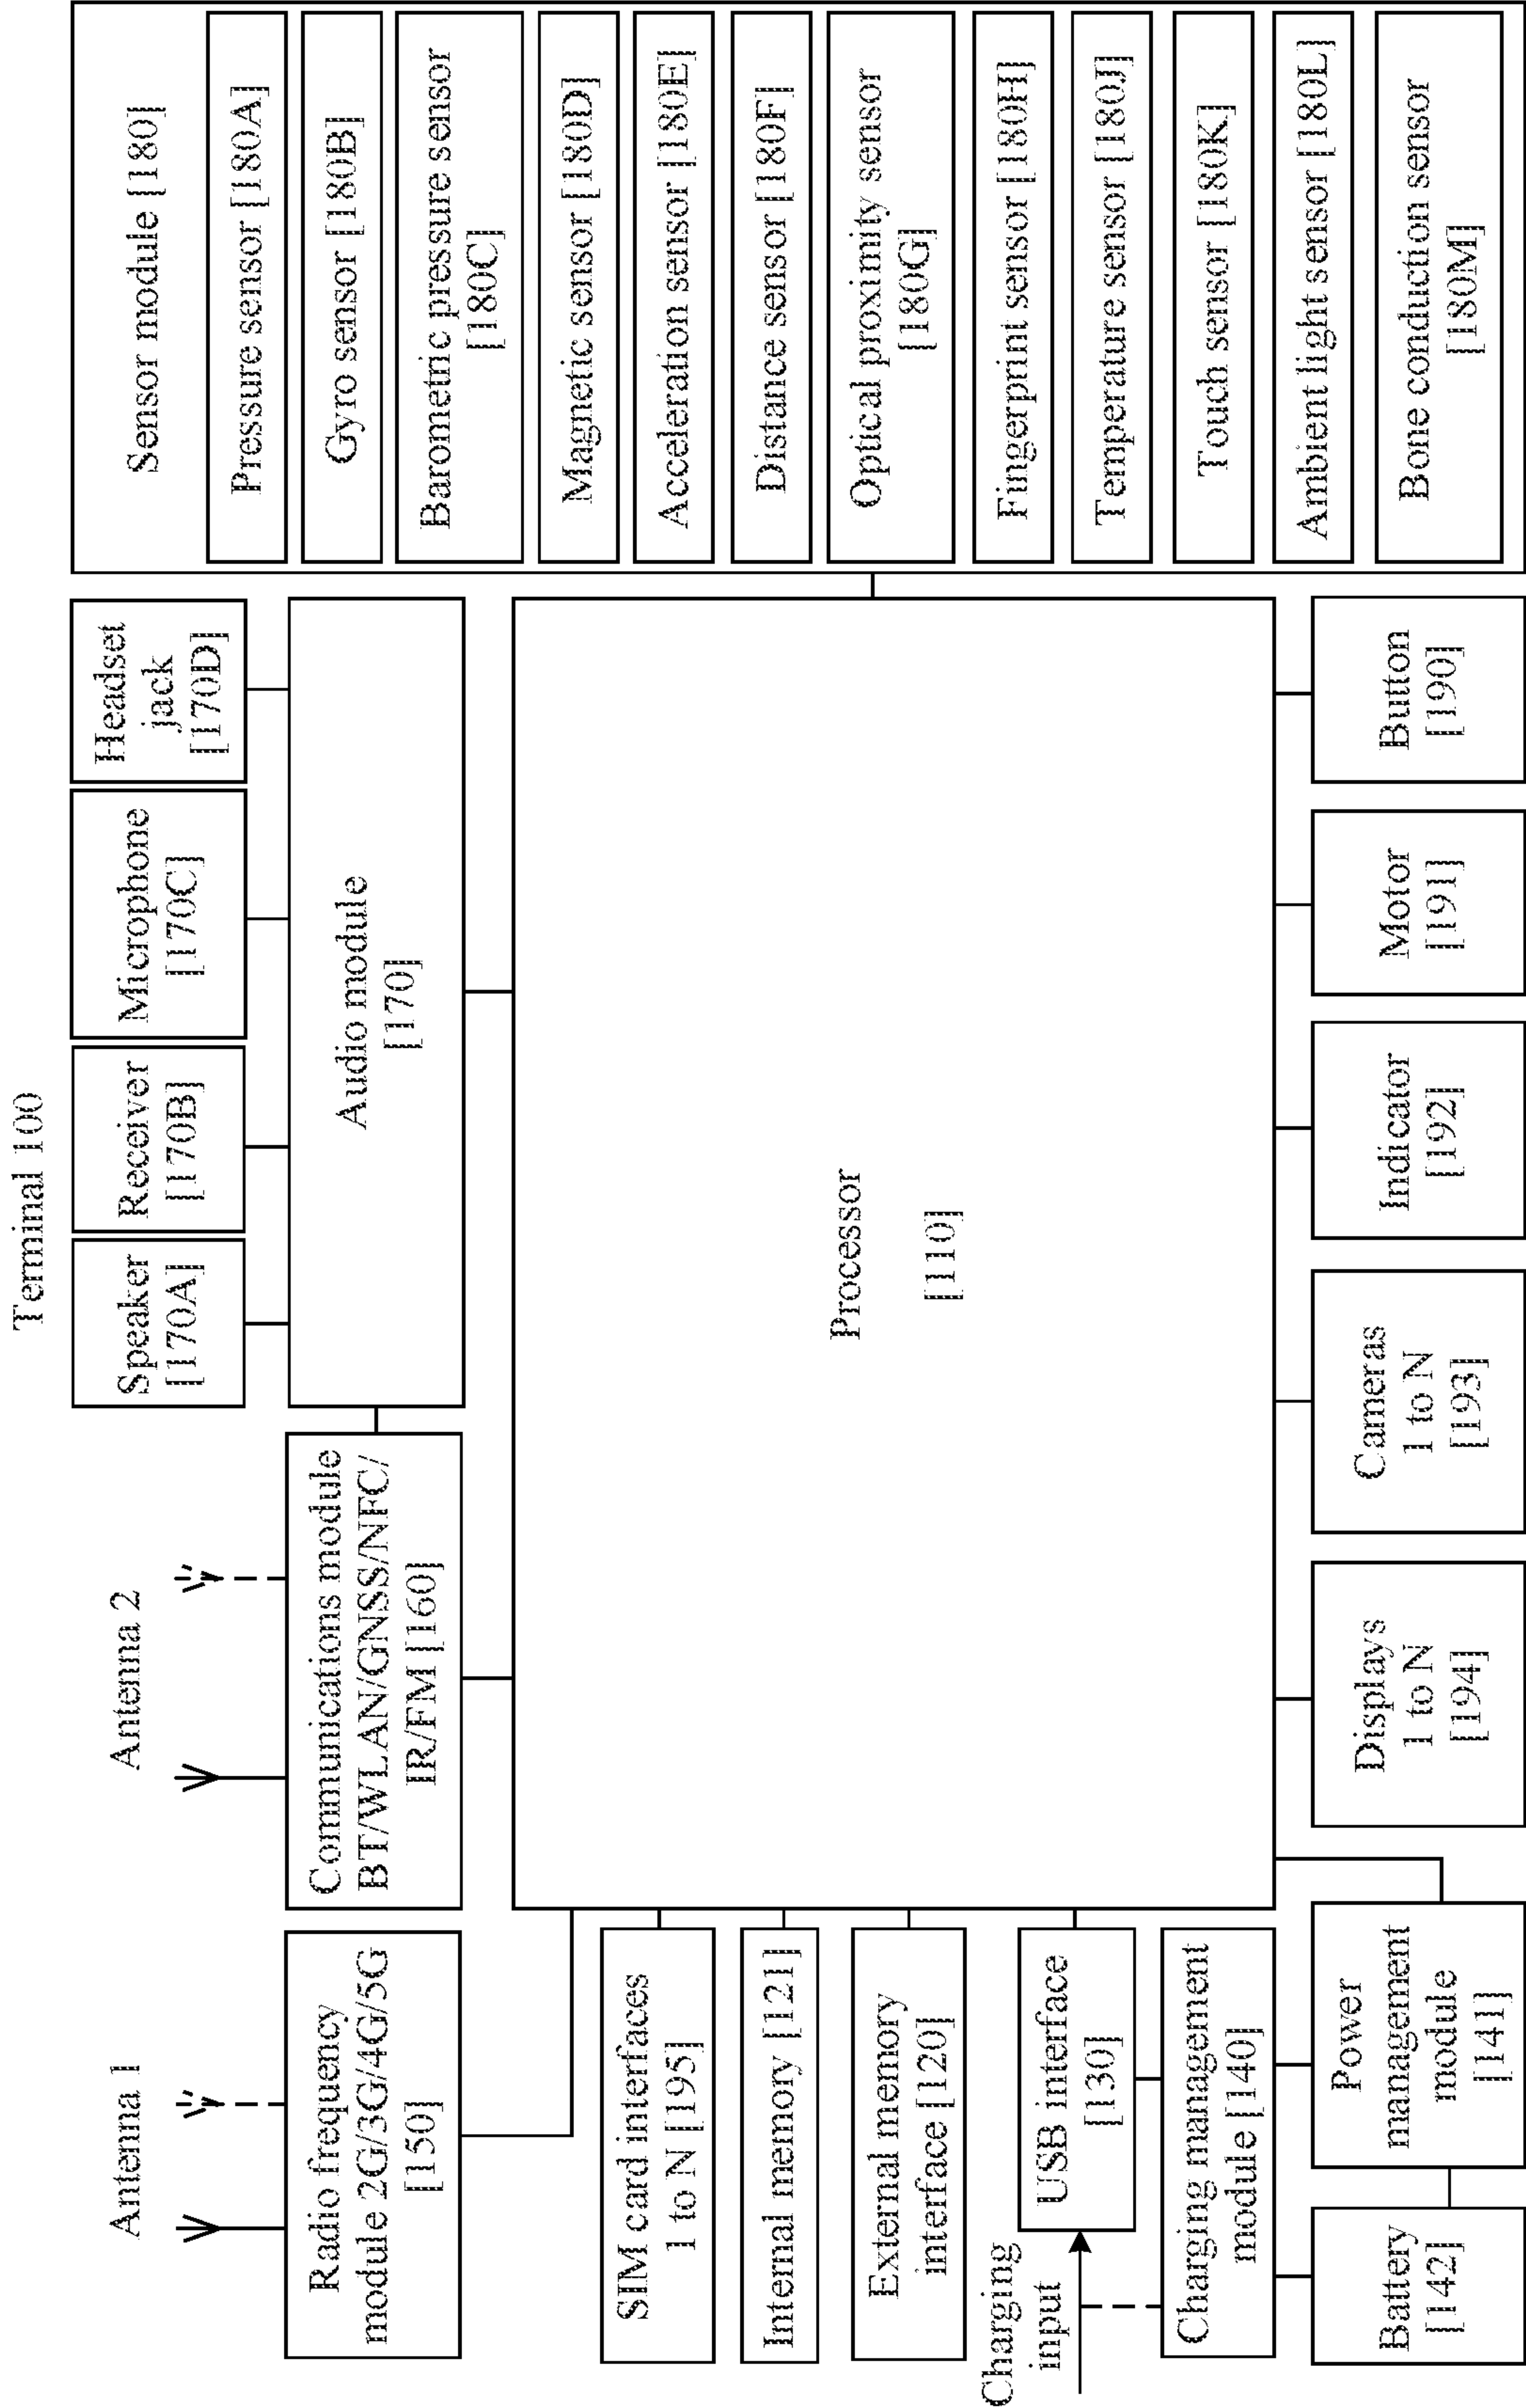 Terminal 100
Antenna 1
Antenna 2
Radio frequency
module 2G/3G/4G/5G
[150]
Communications module
BT/WLAN/GNSS/NFC/
IR/FM [160]
Speaker
[170A]
Receiver
[170B]
Microphone
[170C]
Headset
jack
[170D]
Audio module
[170]
SIM card interfaces
1 to N [195]
Internal memory [121]
External memory
interface [120]
Charging
input
USB interface
[130]
Charging management
module [140]
Battery
[142]
Power
management
module
[141]
Processor
[110]
Displays
1 to N
[194]
Cameras
1 to N
[193]
Indicator
[192]
Motor
[191]
Button
[190]
Sensor module [180]
Pressure sensor [180A]
Gyro sensor [180B]
Barometric pressure sensor
[180C]
Magnetic sensor [180D]
Acceleration sensor [180E]
Distance sensor [180F]
Optical proximity sensor
[180G]
Fingerprint sensor [180H]
Temperature sensor [180J]
Touch sensor [180K]
Ambient light sensor [180L]
Bone conduction sensor
[180M]